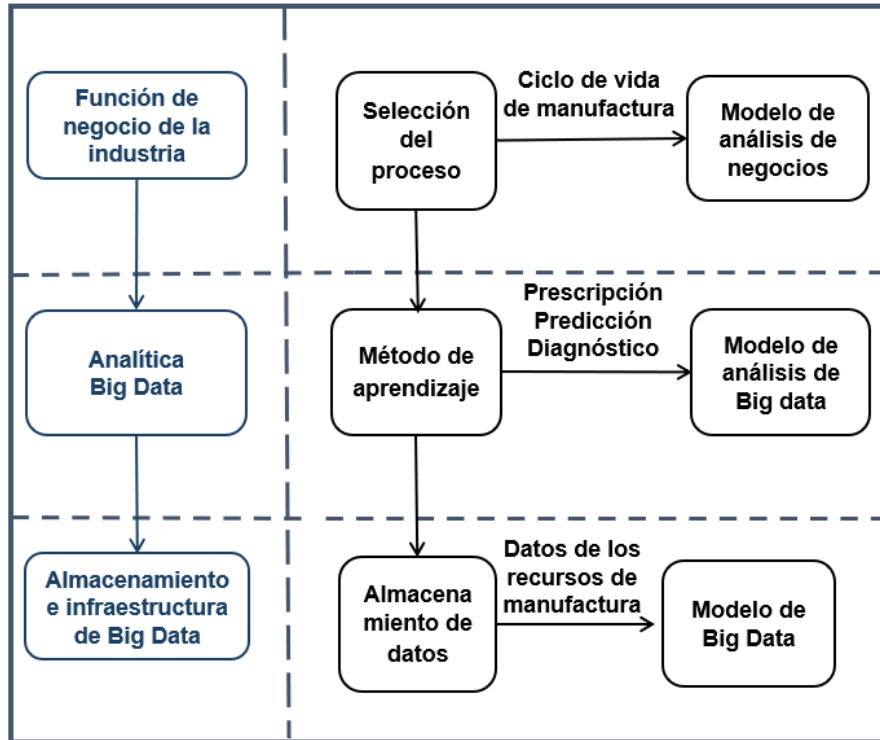 Función de
negocio de la
industria
Selección
del
proceso
Ciclo de vida
de manufactura
Modelo de
análisis de
negocios
Analítica
Big Data
Método de
aprendizaje
Prescripción
Predicción
Diagnóstico
Modelo de
análisis de
Big data
Almacenamiento
e infraestructura
de Big Data
Almacena
miento de
datos
Datos de los
recursos de
manufactura
Modelo de
Big Data